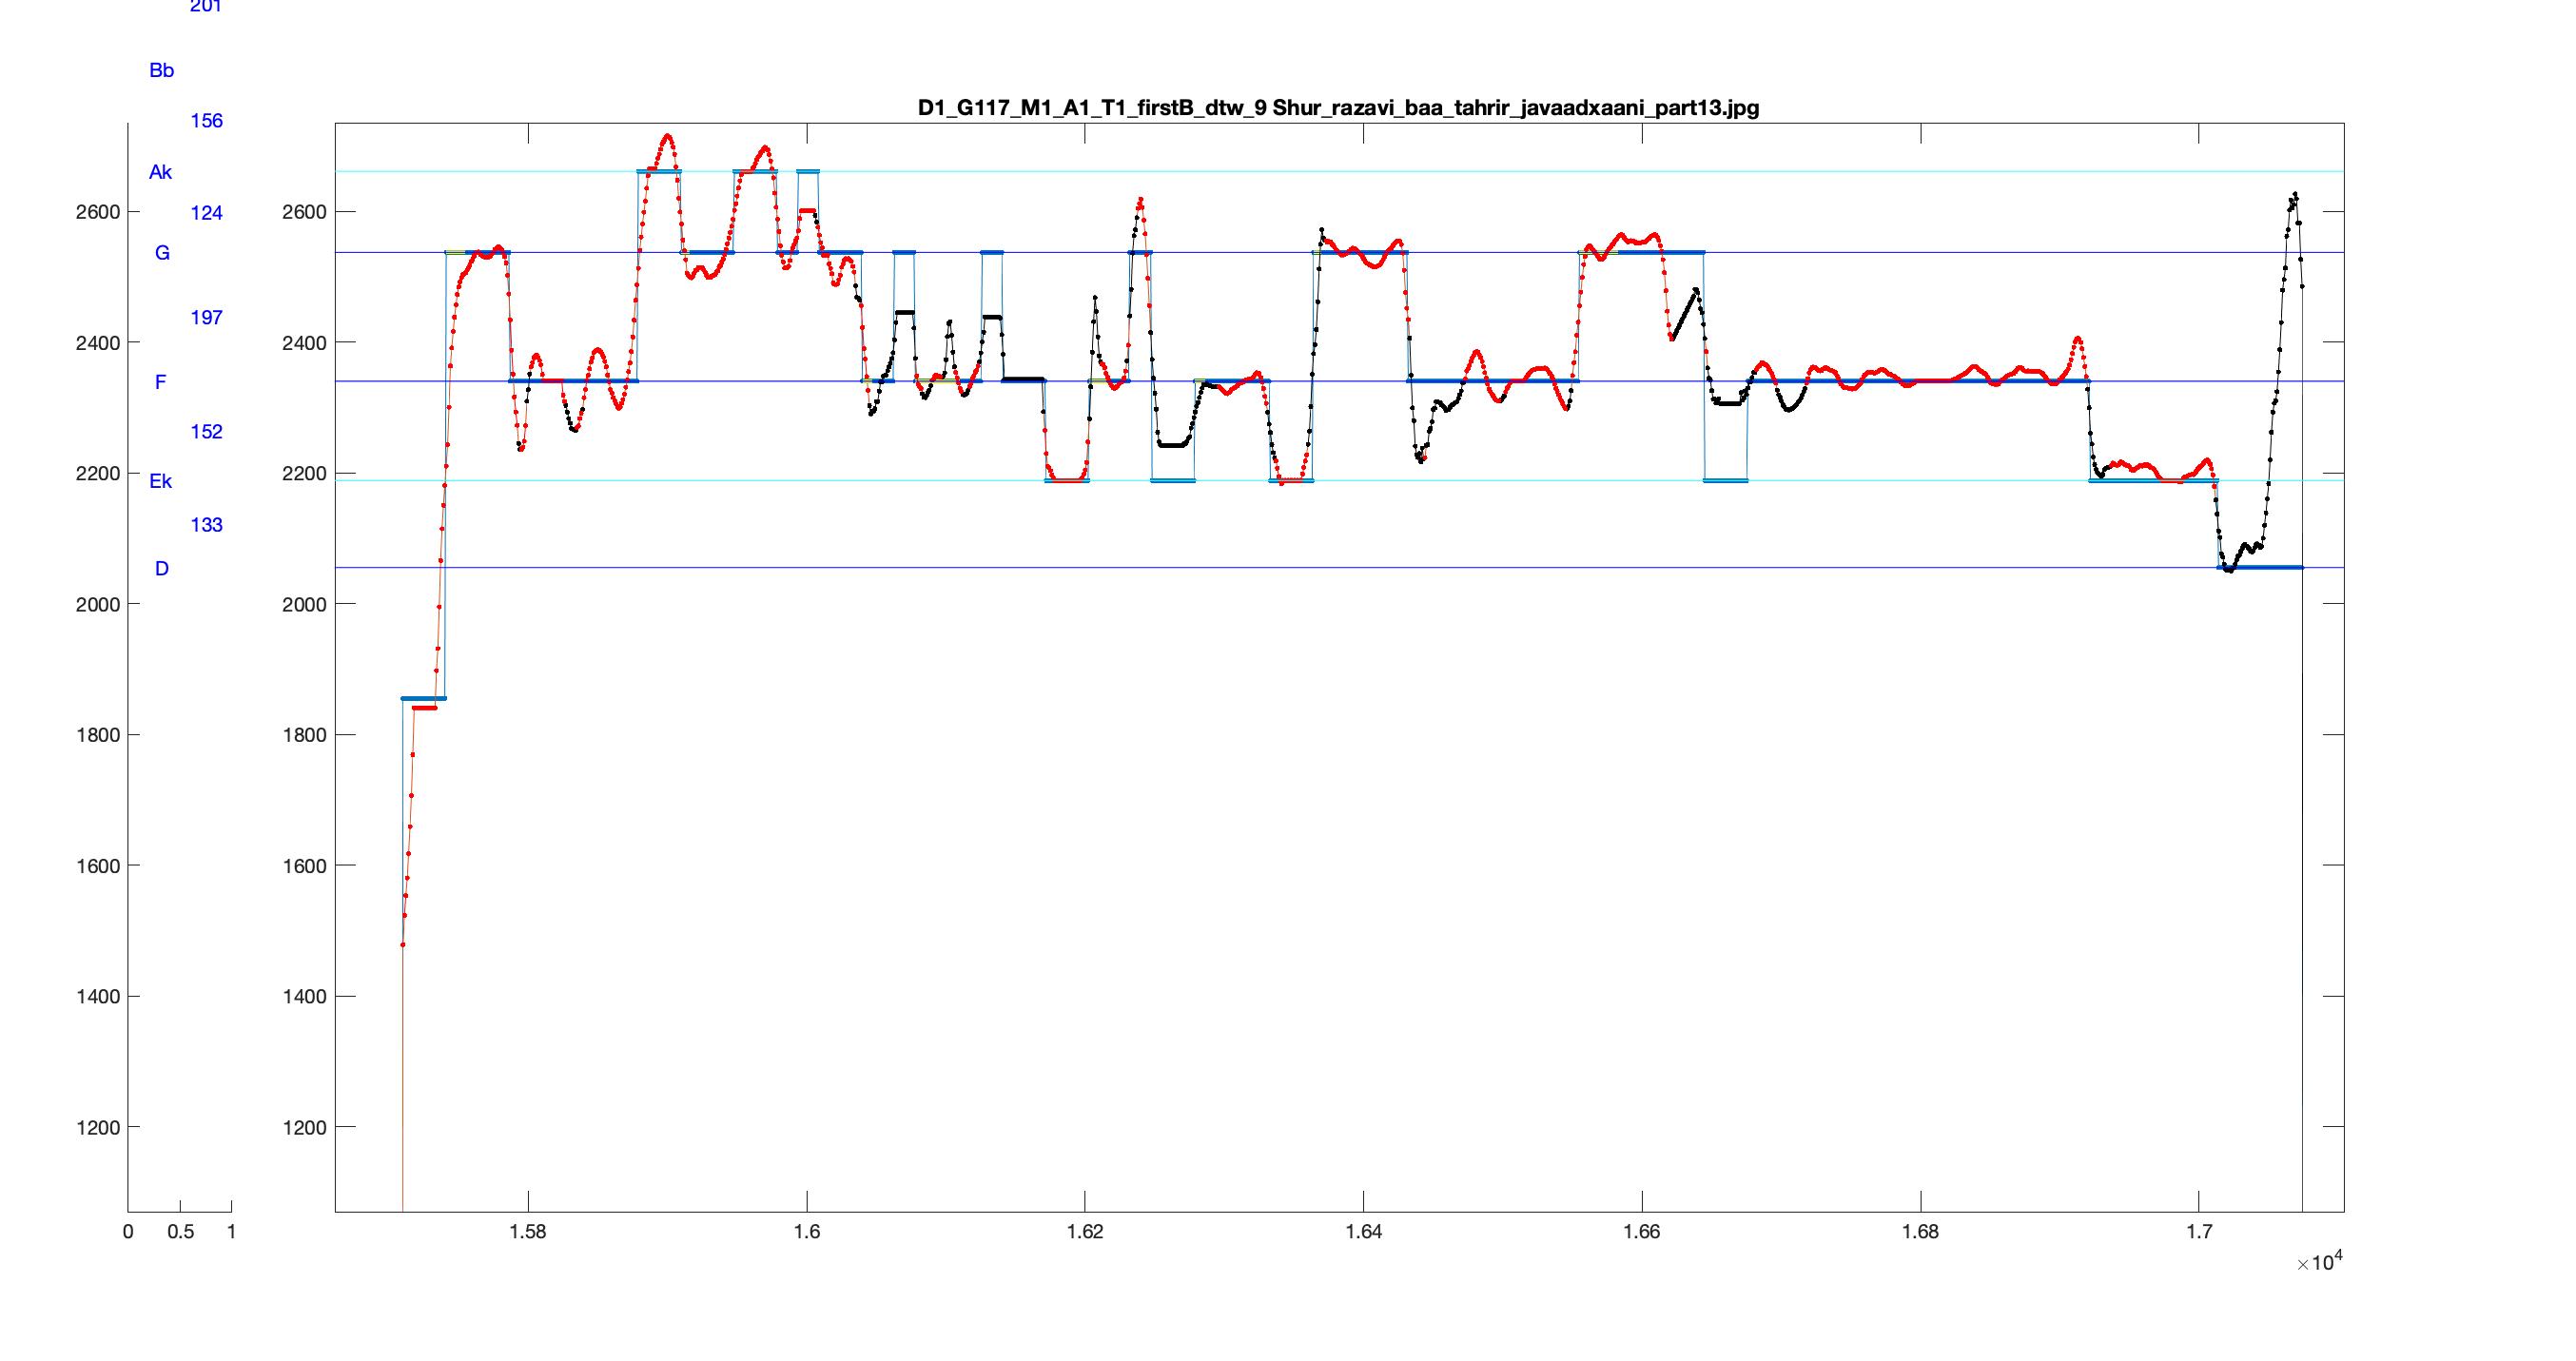 201
Bb
D1_G117_M1_A1_T1_firstB_dtw_9 Shur_razavi_baa_tahrir_javaadxaani_part13.jpg
156
Ak
2600 124 2600
G
197
2400 2400
F
152
2200 Ek 2200
133
D
2000 2000
1800 1800
1600 1600
1400 1400
1200 1200
0 0.5 1 1.58 1.6 1.62 1.64 1.66 1.68 1.7
×10⁴